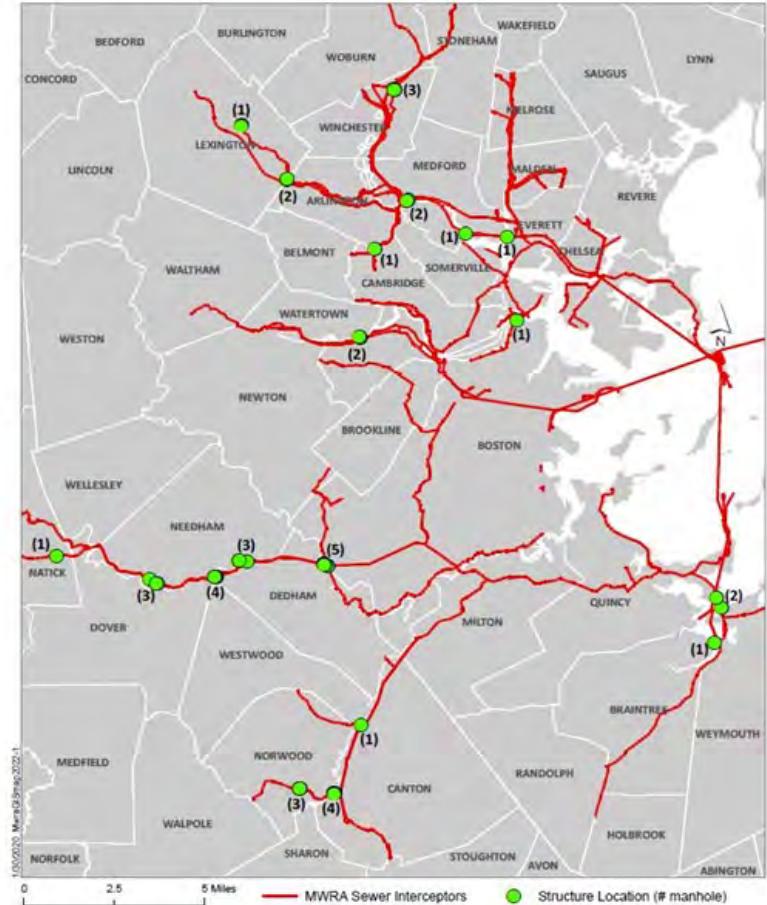 BURLINGTON
BEDFORD
WAKEFIELD
STONEHAM
WOBURN
LYNN
CONCORD
SAUGUS
(3)
(1)
MELROSE
WINCHESTER
LEXINGTON
LINCOLN
MEDFORD
MALDEN
(2)
ARLINGTON
(2)
REVERE
EVERETT
(1)
(1)
CHELSEA
BELMONT
(1)
SOMERVILLE
WALTHAM
CAMBRIDGE
WATERTOWN
(1)
WESTON
(2)
N
NEWTON
BROOKLINE
BOSTON
WELLESLEY
NEEDHAM
(1)
(3)
(5)
NATICK
(3)
(4)
DEDHAM
QUINCY
(2)
DOVER
MILTON
WESTWOOD
(1)
BRAINTREE
WEYMOUTH
(1)
NORWOOD
MEDFIELD
RANDOLPH
CANTON
(3)
(4)
WALPOLE
HOLBROOK
SHARON
STOUGHTON
NORFOLK
AVON
ABINGTON
0 2.5 5 Miles
MWRA Sewer Interceptors
Structure Location (# manhole)